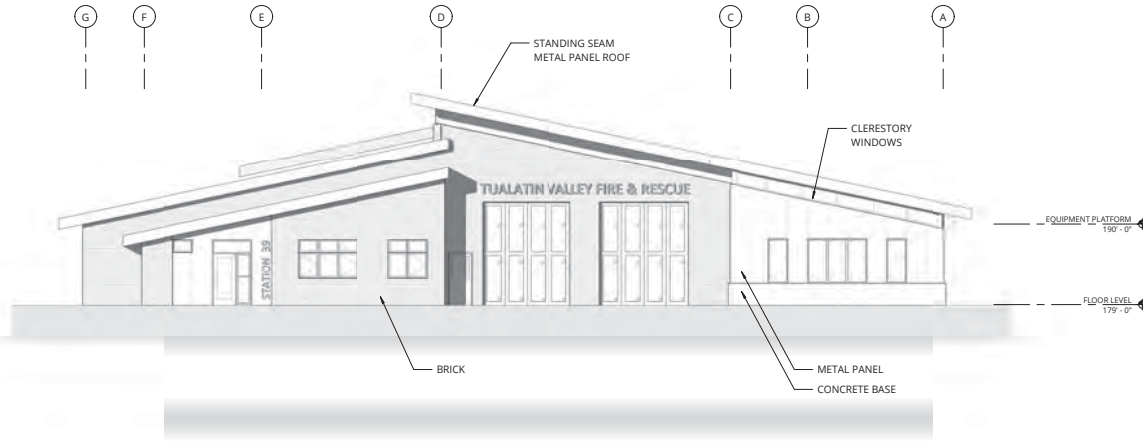 G F E D C B A
STANDING SEAM
METAL PANEL ROOF
CLERESTORY
WINDOWS
TUALATIN VALLEY FIRE & RESCUE
EQUIPMENT PLATFORM
190' - 0"
STATION 39
FLOOR LEVEL
179' - 0"
BRICK
METAL PANEL
CONCRETE BASE